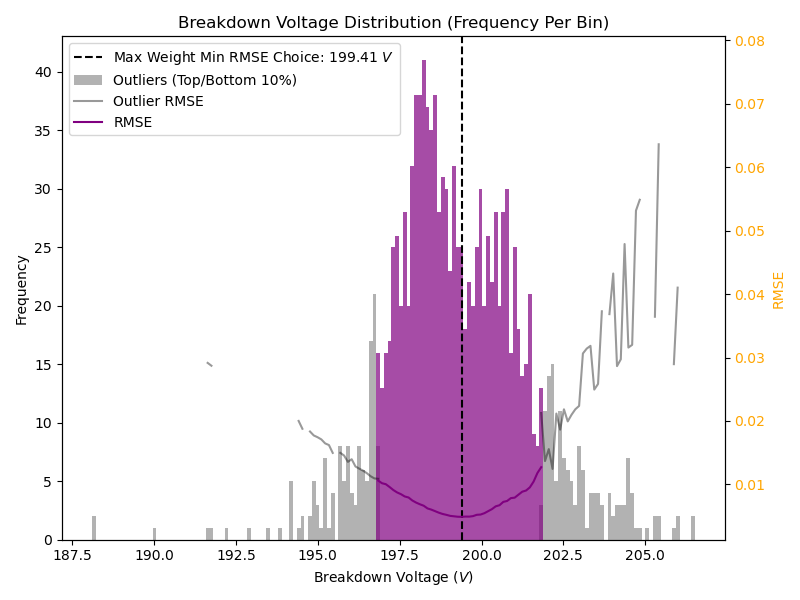 Breakdown Voltage Distribution (Frequency Per Bin)
Max Weight Min RMSE Choice: 199.41 V
Outliers (Top/Bottom 10%)
Outlier RMSE
RMSE
Frequency
40
35
30
25
20
15
10
5
0
187.5 190.0 192.5 195.0 197.5 200.0 202.5 205.0
Breakdown Voltage (V)
0.08
0.07
0.06
0.05
0.04
0.03
0.02
0.01
RMSE